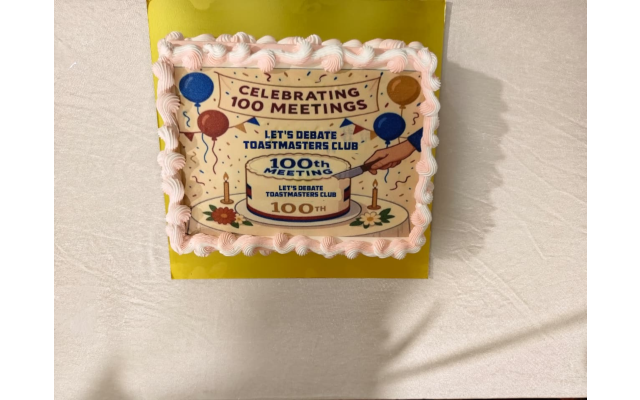 CELEBRATING
100 MEETINGS
LET'S DEBATE
TOASTMASTERS CLUB
100th
MEETING
LET'S DEBATE
TOASTMASTERS CLUB
100TH